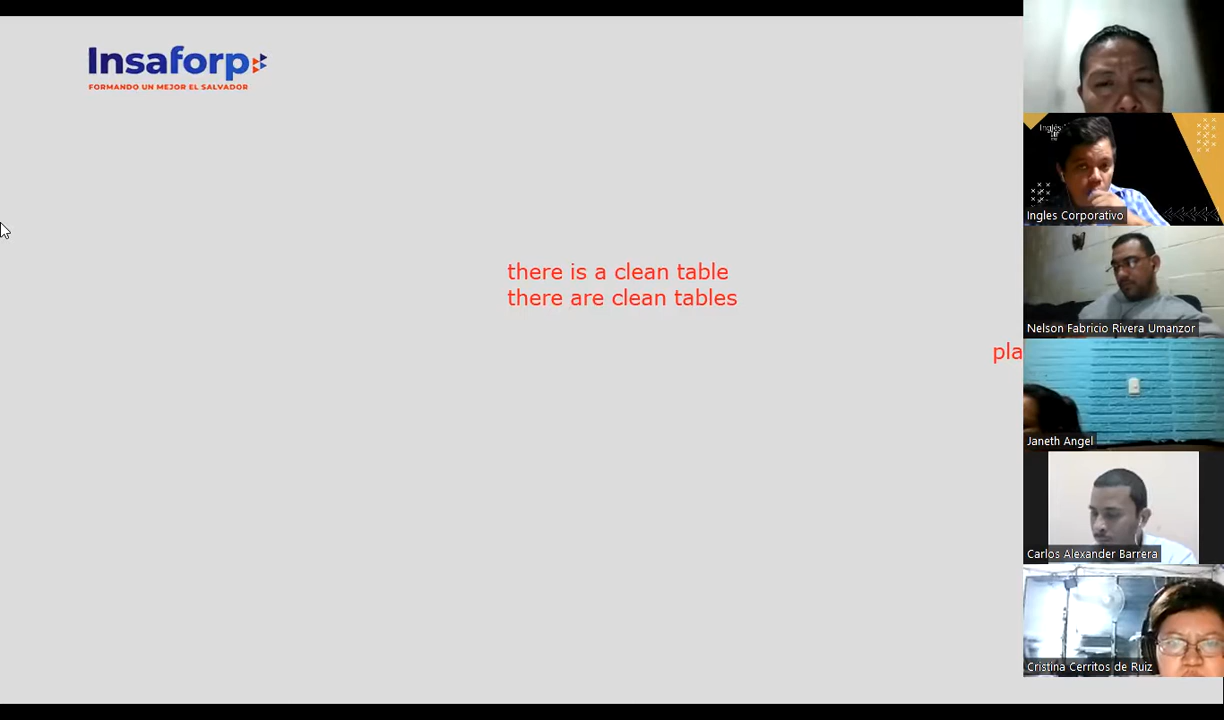 Insaforp
FORMANDO UN MEJOR EL SALVADOR
there is a clean table
there are clean tables
pla
Inglés
Ingles Corporativo
Nelson Fabricio Rivera Umanzor
Janeth Angel
Carlos Alexander Barrera
Cristina Cerritos de Ruiz